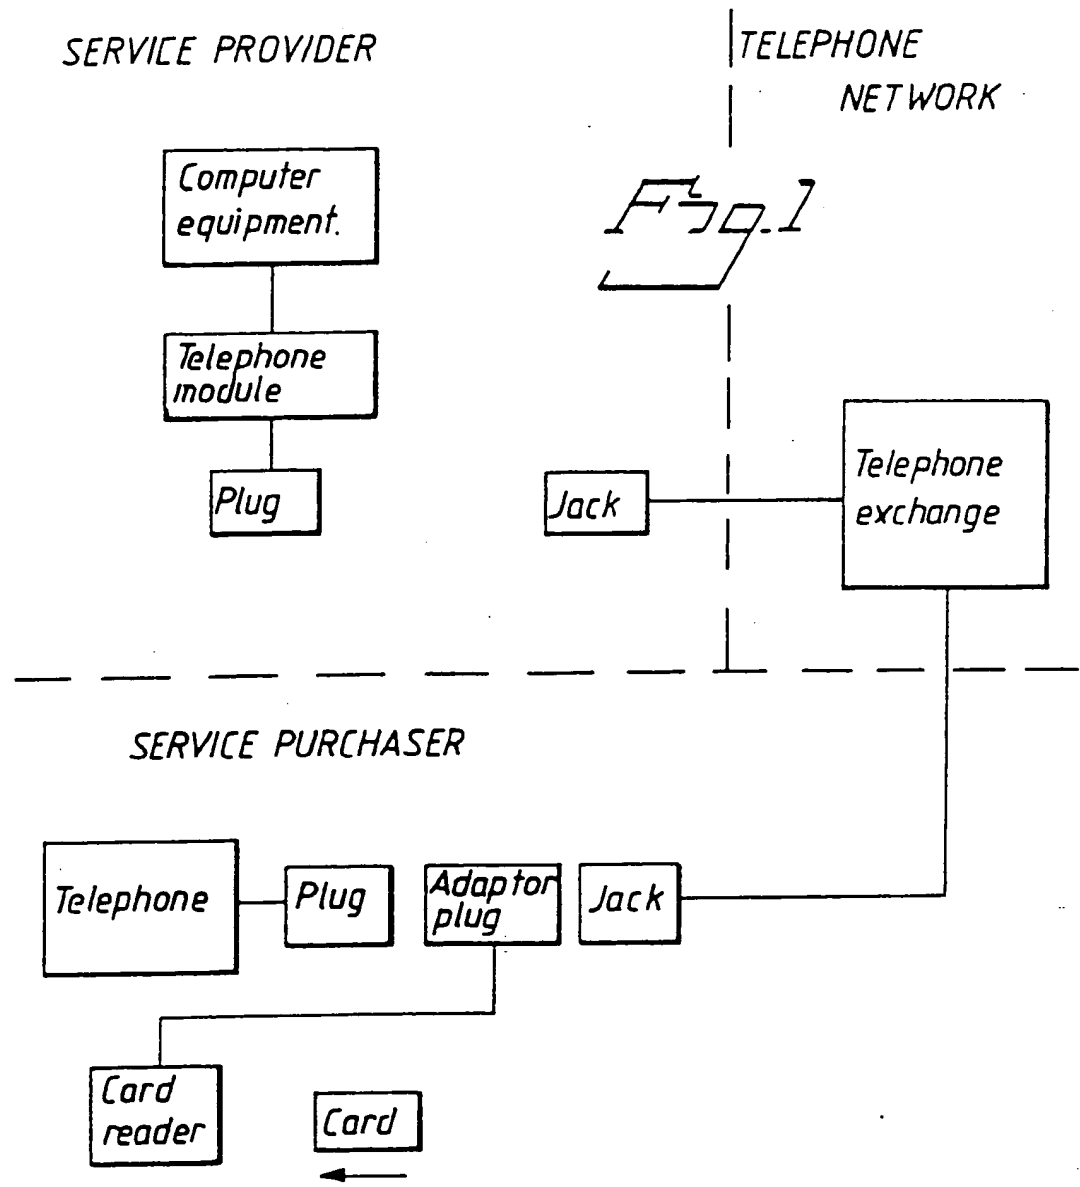 SERVICE PROVIDER
TELEPHONE
NETWORK
Computer
equipment.
Fig.1
Telephone
module
Plug
Jack
Telephone
exchange
SERVICE PURCHASER
Telephone
Plug
Adaptor
plug
Jack
Card
reader
Card